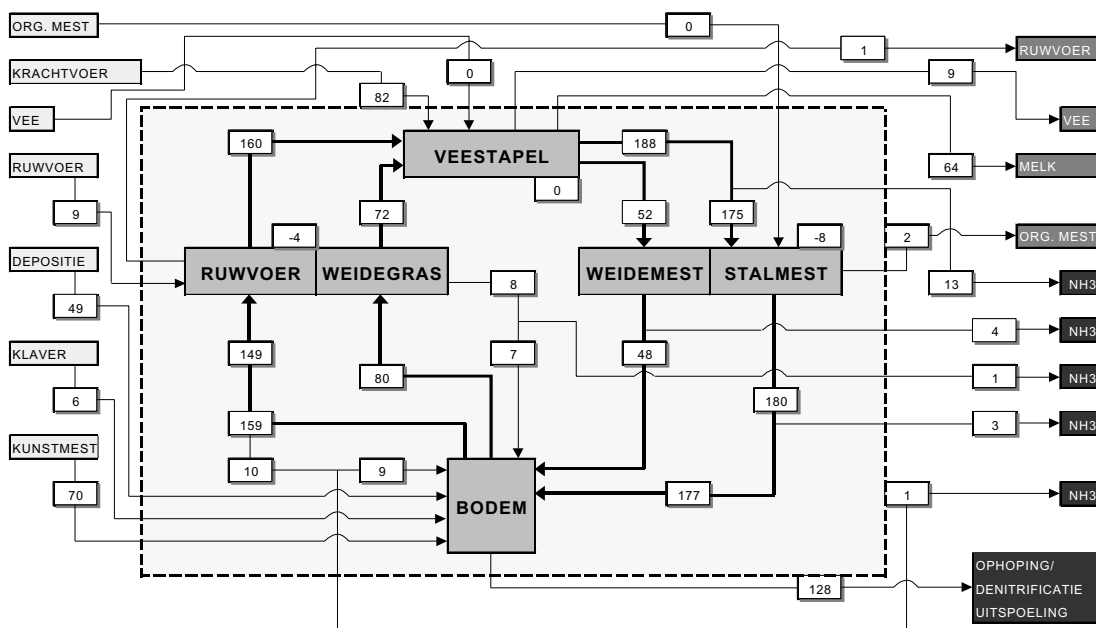 ORG. MEST
0
1
RUWVOER
KRACHTVOER
0
9
82
VEE
VEE
160
VEESTAPEL
188
RUWVOER
64
MELK
0
9
72
52
175
-4
-8
2
ORG. MEST
DEPOSITIE
RUWVOER
WEIDEGRAS
WEIDEMEST
STALMEST
8
13
NH3
49
4
NH3
KLAVER
149
7
48
80
1
NH3
6
180
159
3
NH3
KUNSTMEST
10
9
70
177
1
NH3
BODEM
128
OPHOPING/
DENITRIFICATIE
UITSPOELING